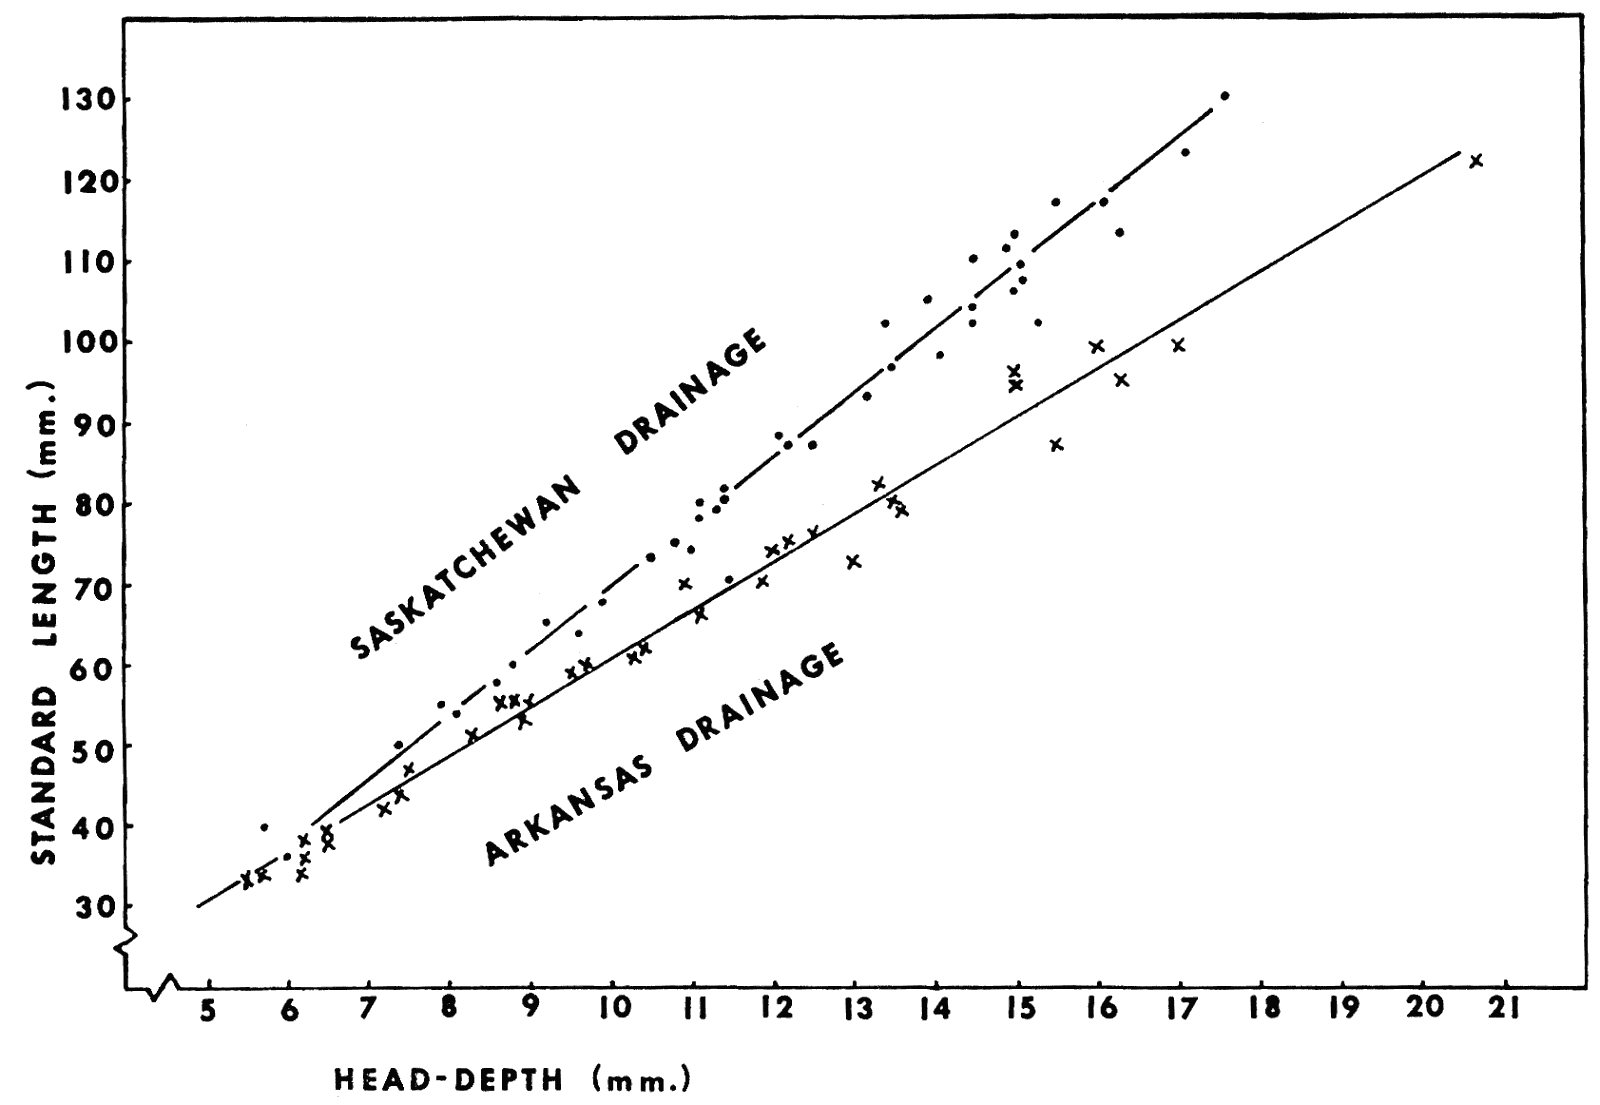 130
120
110
100
90
80
70
60
50
40
30
STANDARD LENGTH (mm.)
SASKATCHEWAN DRAINAGE
ARKANSAS DRAINAGE
5 6 7 8 9 10 11 12 13 14 15 16 17 18 19 20 21
HEAD-DEPTH (mm.)